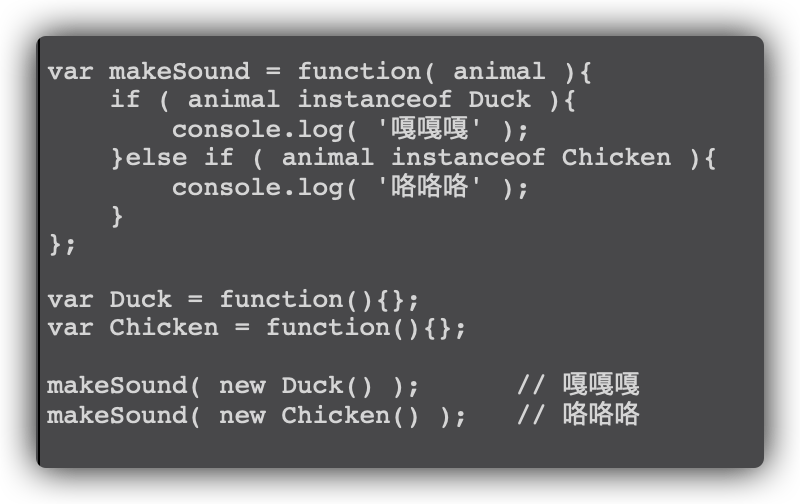 var makeSound = function( animal ){
    if ( animal instanceof Duck ){
        console.log( '嘎嘎嘎' );
    }else if ( animal instanceof Chicken ){
        console.log( '咯咯咯' );
    }
};
var Duck = function(){};
var Chicken = function(){};
makeSound( new Duck() );      // 嘎嘎嘎
makeSound( new Chicken() );   // 咯咯咯